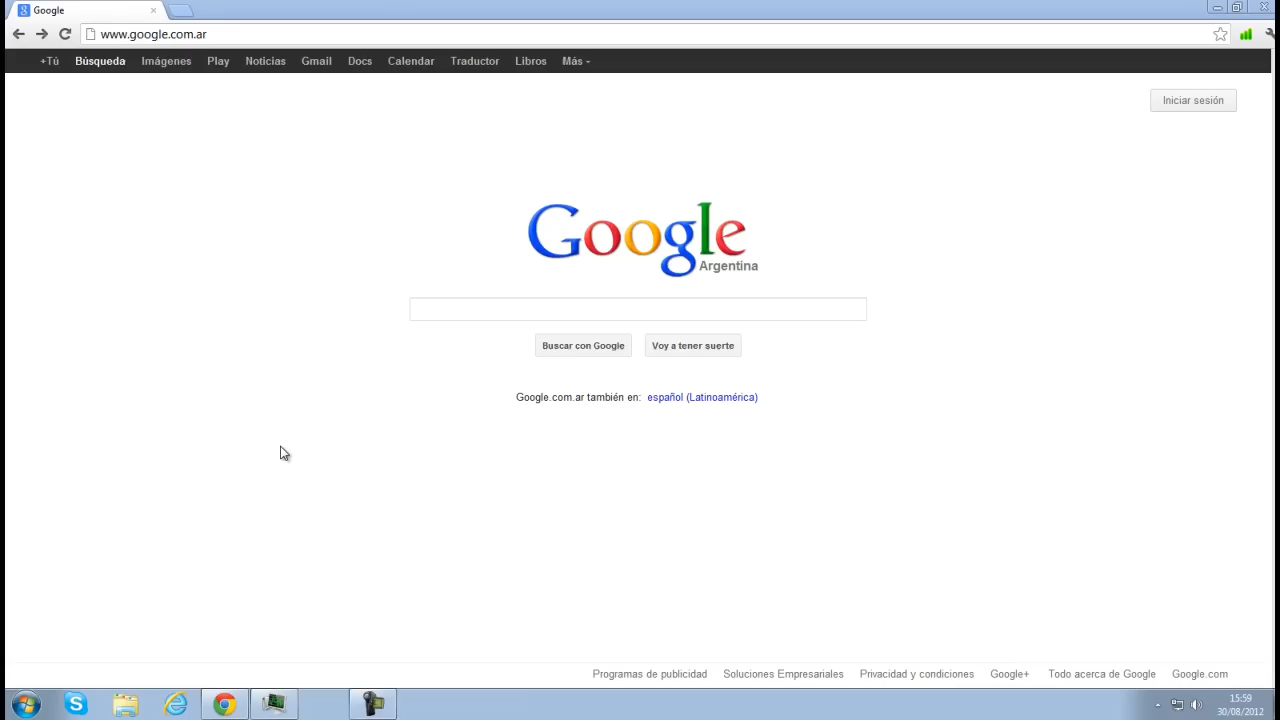 Google
www.google.com.ar
+Tú Búsqueda Imágenes Play Noticias Gmail Docs Calendar Traductor Libros Más
Iniciar sesión
Google
Argentina
Buscar con Google Voy a tener suerte
Google.com.ar también en: español (Latinoamérica)
Programas de publicidad Soluciones Empresariales Privacidad y condiciones Google+ Todo acerca de Google Google.com
15:59
30/08/2012